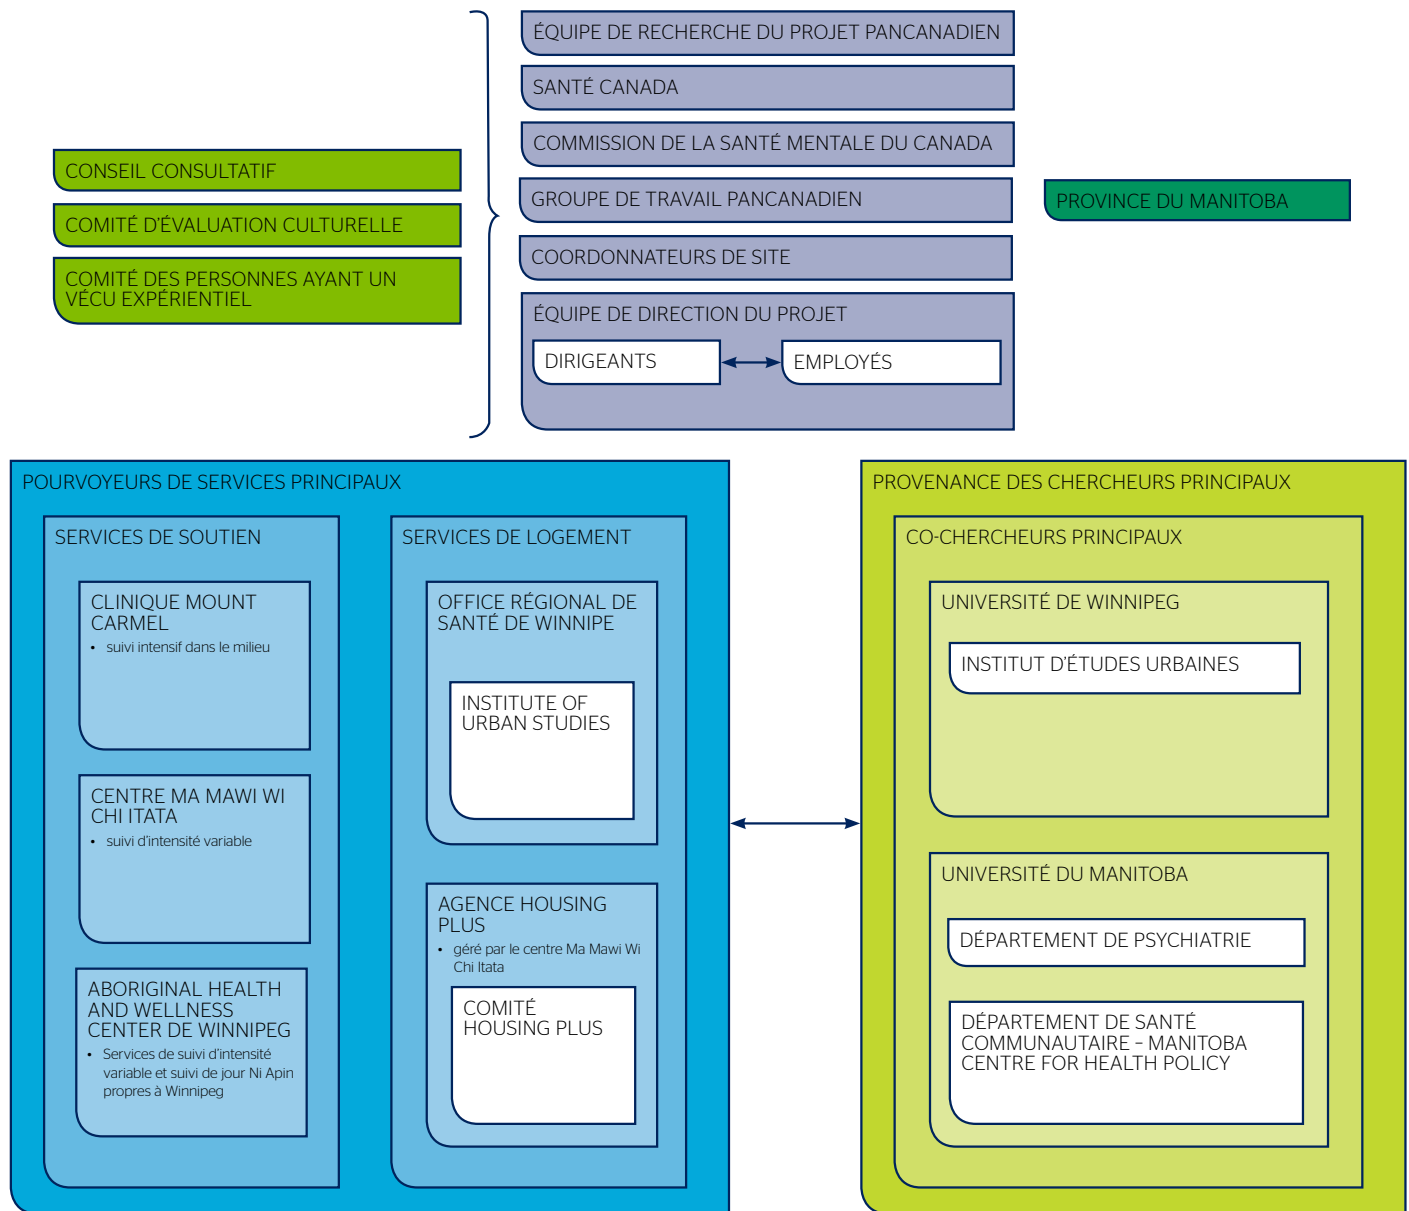 ÉQUIPE DE RECHERCHE DU PROJET PANCANADIEN
SANTÉ CANADA
COMMISSION DE LA SANTÉ MENTALE DU CANADA
GROUPE DE TRAVAIL PANCANADIEN
COORDONNATEURS DE SITE
ÉQUIPE DE DIRECTION DU PROJET
DIRIGEANTS
EMPLOYÉS
CONSEIL CONSULTATIF
COMITÉ D'ÉVALUATION CULTURELLE
COMITÉ DES PERSONNES AYANT UN
VÉCU EXPÉRIENTIEL
PROVINCE DU MANITOBA
POURVOYEURS DE SERVICES PRINCIPAUX
SERVICES DE SOUTIEN
CLINIQUE MOUNT
CARMEL
• suivi intensif dans le milieu
CENTRE MA MAWI WI
CHI ITATA
• suivi d'intensité variable
ABORIGINAL HEALTH
AND WELLNESS
CENTER DE WINNIPEG
• Services de suivi d'intensité
variable et suivi de jour Ni Apin
propres à Winnipeg
SERVICES DE LOGEMENT
OFFICE RÉGIONAL DE
SANTÉ DE WINNIPE
INSTITUTE OF
URBAN STUDIES
AGENCE HOUSING
PLUS
• géré par le centre Ma Mawi Wi
Chi Itata
COMITÉ
HOUSING PLUS
PROVENANCE DES CHERCHEURS PRINCIPAUX
CO-CHERCHEURS PRINCIPAUX
UNIVERSITÉ DE WINNIPEG
INSTITUT D'ÉTUDES URBAINES
UNIVERSITÉ DU MANITOBA
DÉPARTEMENT DE PSYCHIATRIE
DÉPARTEMENT DE SANTÉ
COMMUNAUTAIRE – MANITOBA
CENTRE FOR HEALTH POLICY